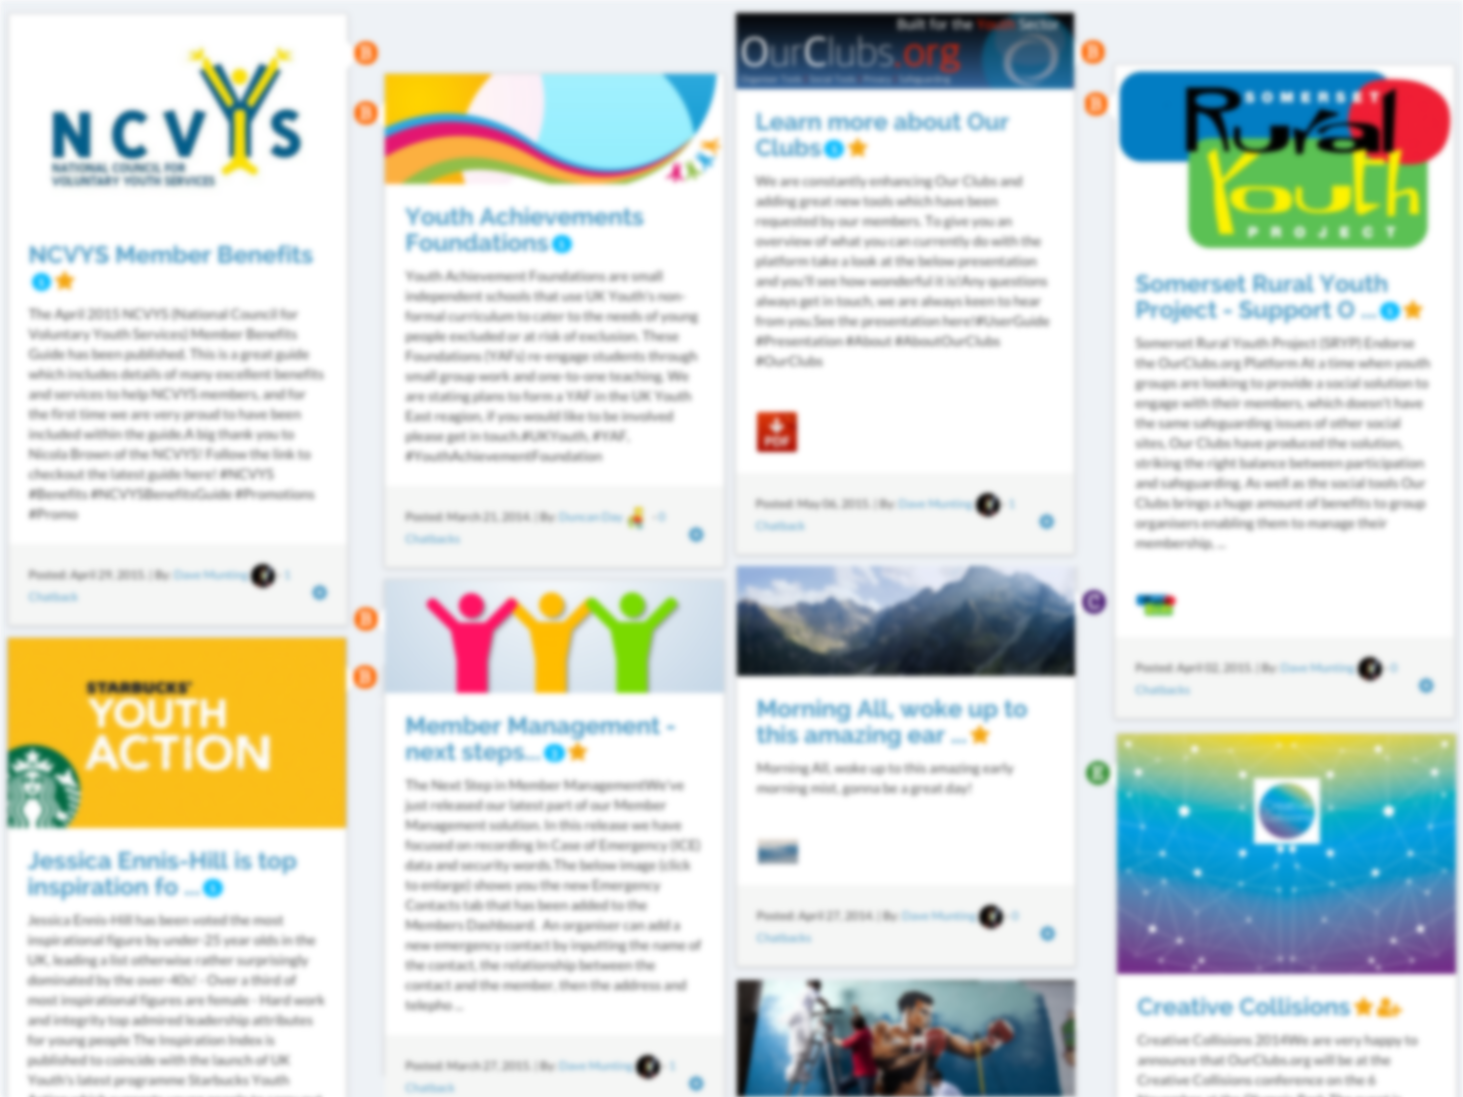 NCVYS
NATIONAL COUNCIL FOR
VOLUNTARY YOUTH SERVICES
NCVYS Member Benefits
The April 2015 NCVYS (National Council for
Voluntary Youth Services) Member Benefits
Guide has been published. This is a great guide
which includes details of many excellent benefits
and services to help NCVYS members, and for
the first time we are very proud to have been
included within the guide.A big thank you to
Nicola Brown of the NCVYS! Follow the link to
checkout the latest guide here! #NCVYS
#Benefits #NCVYSBenefitsGuide #Promotions
#Promo
Posted: April 29, 2015. | By: Dave Munting - 1
Chatback
STARBUCKS
YOUTH
ACTION
Jessica Ennis-Hill is top
inspiration fo ...
Jessica Ennis-Hill has been voted the most
inspirational figure by under-25 year olds in the
UK, leading a list otherwise rather surprisingly
dominated by the over-40s! - Over a third of
most inspirational figures are female - Hard work
and integrity top admired leadership attributes
for young people The Inspiration Index is
published to coincide with the launch of UK
Youth's latest programme Starbucks Youth
B
B
Youth Achievements
Foundations
Youth Achievement Foundations are small
independent schools that use UK Youth's non-
formal curriculum to cater to the needs of young
people excluded or at risk of exclusion. These
Foundations (YAFs) re-engage students through
small group work and one-to-one teaching. We
are stating plans to form a YAF in the UK Youth
East reagion, if you would like to be involved
please get in touch.#UKYouth, #YAF,
#YouthAchievementFoundation
Posted: March 21, 2014. | By: Duncan Day - 0
Chatbacks
B
B
Member Management -
next steps...
The Next Step in Member ManagementWe've
just released our latest part of our Member
Management solution. In this release we have
focused on recording In Case of Emergency (ICE)
data and security words.The below image (click
to enlarge) shows you the new Emergency
Contacts tab that has been added to the
Members Dashboard. An organiser can add a
new emergency contact by inputting the name of
the contact, the relationship between the
contact and the member, then the address and
telepho ...
Posted: March 27, 2015. | By: Dave Munting - 1
Chatback
Built for the Youth Sector
OurClubs.org
Learn more about Our
Clubs
We are constantly enhancing Our Clubs and
adding great new tools which have been
requested by our members. To give you an
overview of what you can currently do with the
platform take a look at the below presentation
and you'll see how wonderful it is!Any questions
always get in touch, we are always keen to hear
from you.See the presentation here!#UserGuide
#Presentation #About #AboutOurClubs
#OurClubs
PDF
Posted: May 06, 2015. | By: Dave Munting - 1
Chatback
Morning All, woke up to
this amazing ear ...
Morning All, woke up to this amazing early
morning mist, gonna be a great day!
Posted: April 27, 2014. | By: Dave Munting - 0
Chatbacks
B
B
SOMERSET
Rural
Youth
PROJECT
Somerset Rural Youth
Project - Support O ...
Somerset Rural Youth Project (SRYP) Endorse
the OurClubs.org Platform At a time when youth
groups are looking to provide a social solution to
engage with their members, which doesn't have
the same safeguarding issues of other social
sites, Our Clubs have produced the solution,
striking the right balance between participation
and safeguarding. As well as the social tools Our
Clubs brings a huge amount of benefits to group
organisers enabling them to manage their
membership, ...
Posted: April 02, 2015. | By: Dave Munting - 0
Chatbacks
C
E
Creative Collisions
Creative Collisions 2014We are very happy to
announce that OurClubs.org will be at the
Creative Collisions conference on the 6